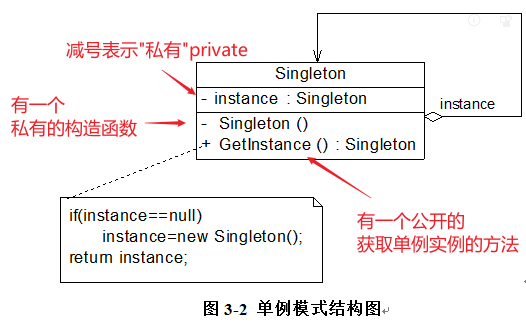 减号表示"私有"private
Singleton
- instance : Singleton
instance
有一个
私有的构造函数
- Singleton ()
+ GetInstance () : Singleton
if(instance==null)
instance=new Singleton();
return instance;
有一个公开的
获取单例实例的方法
图 3-2 单例模式结构图